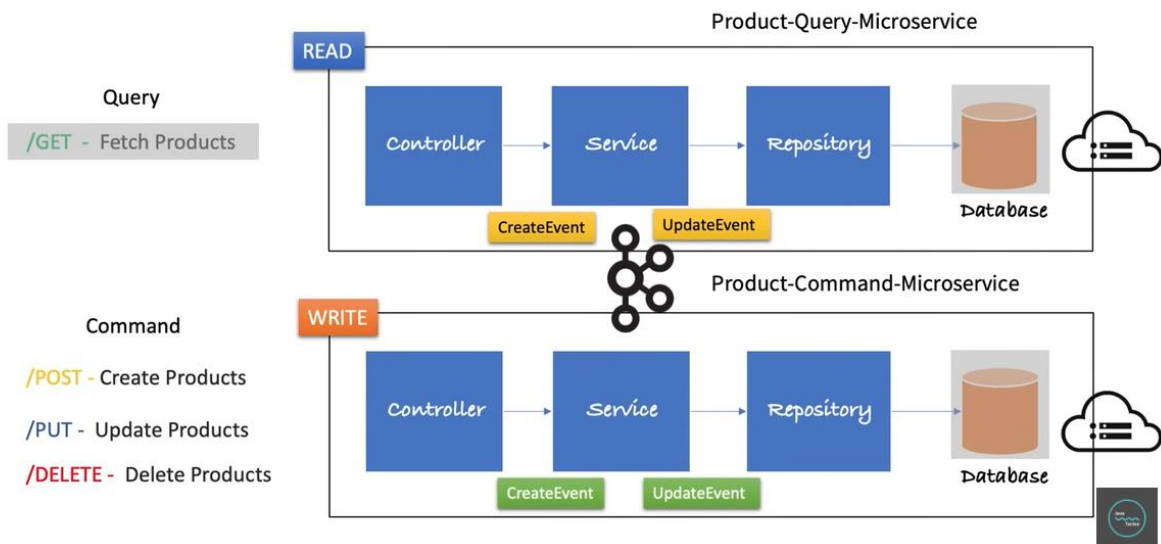 Product-Query-Microservice
READ
Query
/GET - Fetch Products
Controller
Service
Repository
Database
CreateEvent
UpdateEvent
Product-Command-Microservice
WRITE
Command
/POST - Create Products
/PUT - Update Products
/DELETE - Delete Products
Controller
Service
Repository
Database
CreateEvent
UpdateEvent